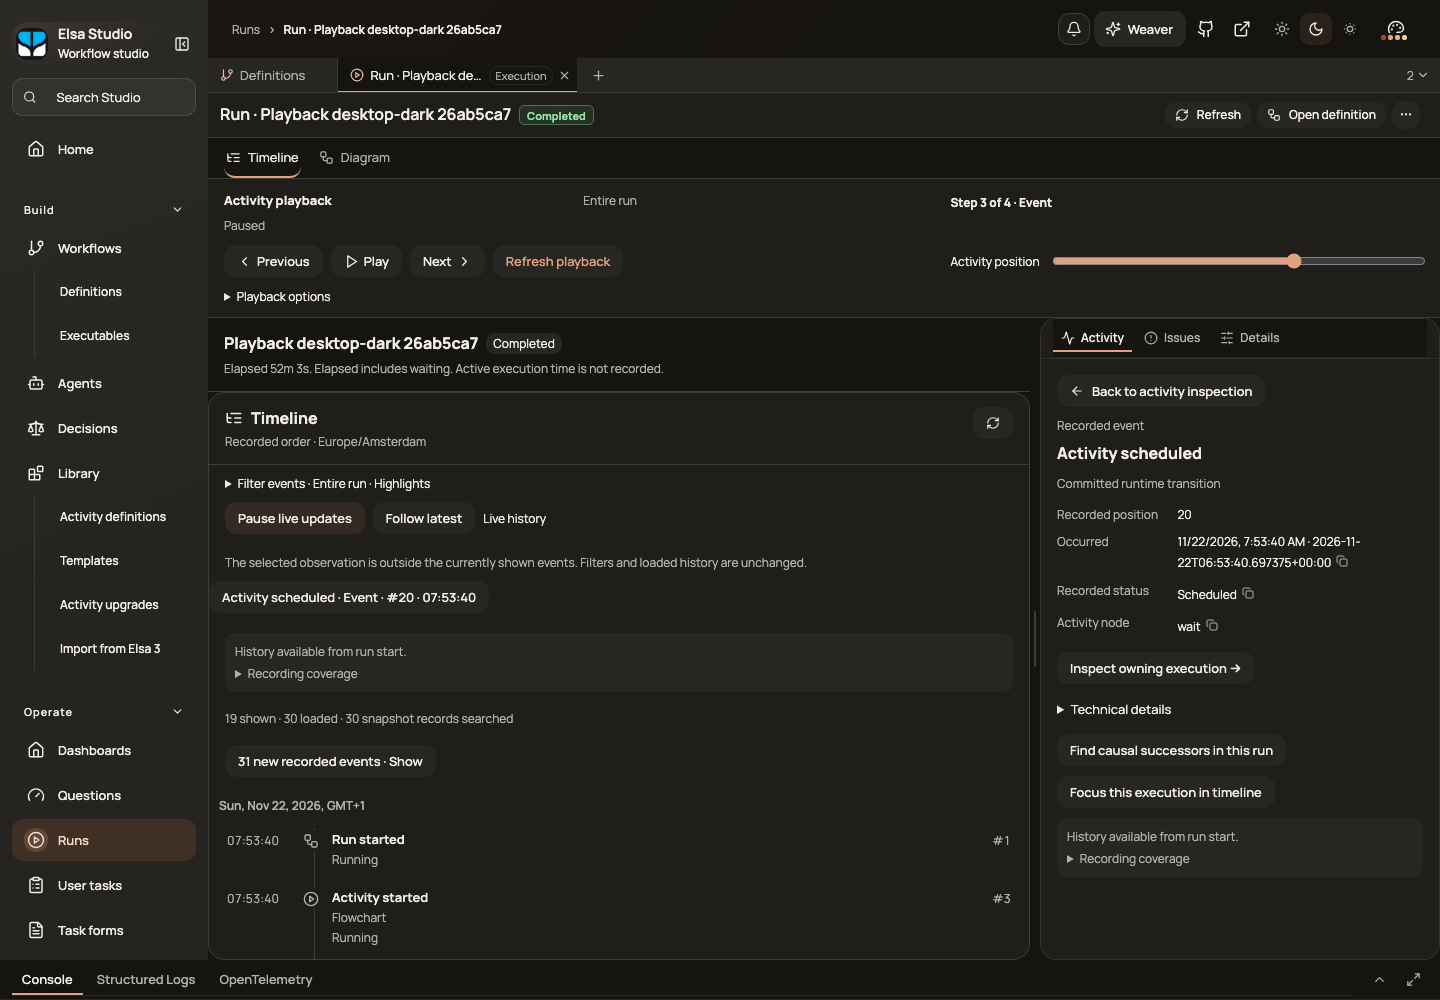 Elsa Studio
Workflow studio
Search Studio
Home
Build
Workflows
Definitions
Executables
Agents
Decisions
Library
Activity definitions
Templates
Activity upgrades
Import from Elsa 3
Operate
Dashboards
Questions
Runs
User tasks
Task forms
Runs › Run · Playback desktop-dark 26ab5ca7
Weaver
Definitions
Run · Playback de... Execution
2
Run · Playback desktop-dark 26ab5ca7 Completed
Refresh
Open definition
Timeline
Diagram
Activity playback
Entire run
Step 3 of 4 · Event
Paused
Previous
Play
Next
Refresh playback
Activity position
Playback options
Playback desktop-dark 26ab5ca7 Completed
Elapsed 52m 3s. Elapsed includes waiting. Active execution time is not recorded.
Timeline
Recorded order · Europe/Amsterdam
Filter events · Entire run · Highlights
Pause live updates
Follow latest
Live history
The selected observation is outside the currently shown events. Filters and loaded history are unchanged.
Activity scheduled · Event · #20 · 07:53:40
History available from run start.
Recording coverage
19 shown · 30 loaded · 30 snapshot records searched
31 new recorded events · Show
Sun, Nov 22, 2026, GMT+1
07:53:40 Run started #1
Running
07:53:40 Activity started #3
Flowchart
Running
Activity
Issues
Details
Back to activity inspection
Recorded event
Activity scheduled
Committed runtime transition
Recorded position 20
Occurred 11/22/2026, 7:53:40 AM · 2026-11-
22T06:53:40.697375+00:00
Recorded status Scheduled
Activity node wait
Inspect owning execution →
Technical details
Find causal successors in this run
Focus this execution in timeline
History available from run start.
Recording coverage
Console
Structured Logs
OpenTelemetry